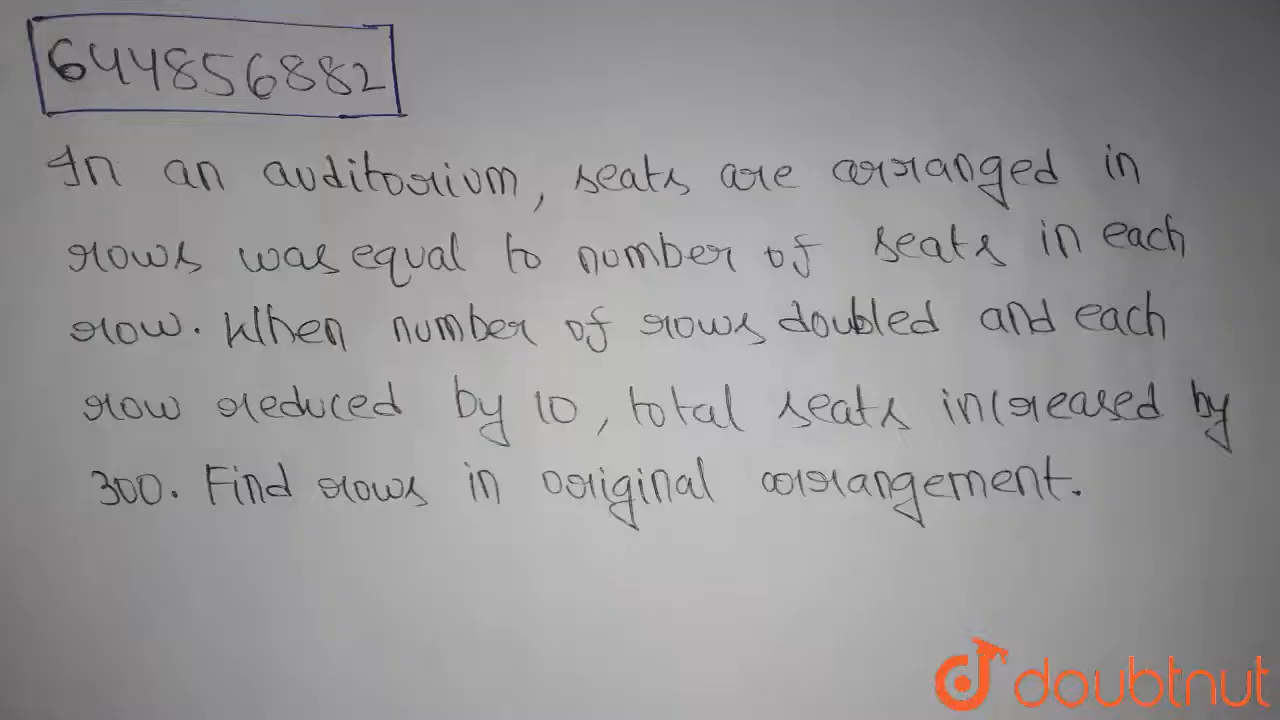 644856882
In an auditorium, seats are arranged in
rows was equal to number of seats in each
row. When number of rows doubled and each
row reduced by 10, total seats increased by
300. Find rows in original arrangement.
doubtnut